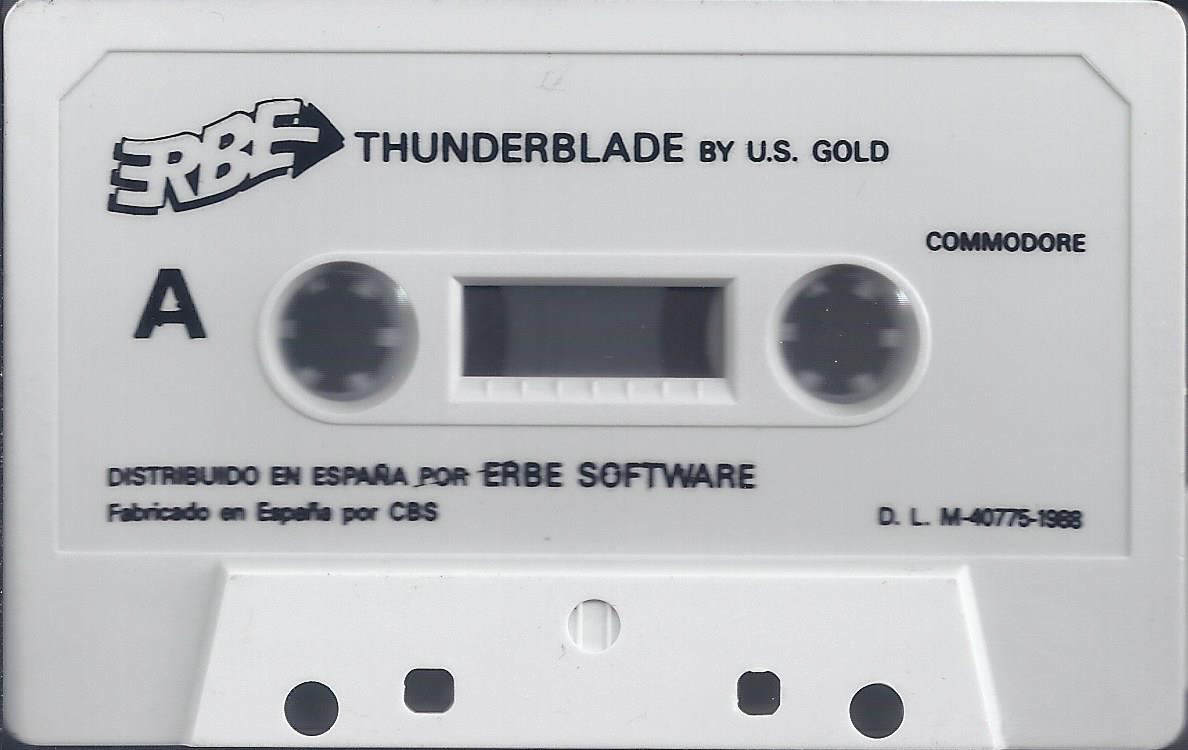 ERBE THUNDERBLADE BY U.S. GOLD
COMMODORE
A
DISTRIBUIDO EN ESPAÑA POR ERBE SOFTWARE
Fabricado en España por CBS
D. L. M-40775-1988